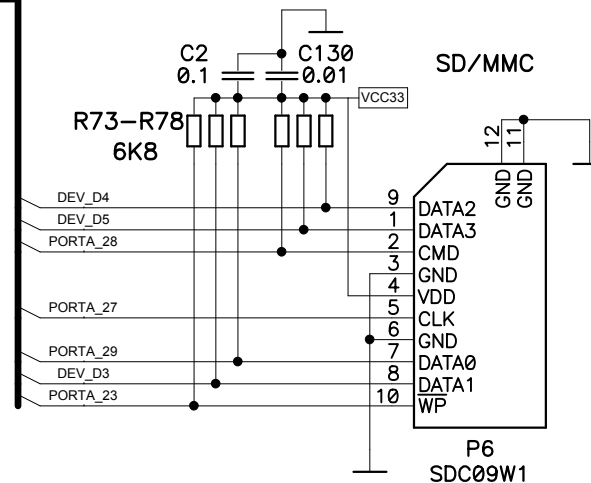 C2
0.1
C130
0.01
SD/MMC
VCC33
R73-R78
6K8
12
11
GND
GND
DEV_D4
9
DATA2
DEV_D5
1
DATA3
PORTA_28
2
CMD
3
GND
4
VDD
PORTA_27
5
CLK
6
GND
PORTA_29
7
DATA0
DEV_D3
8
DATA1
PORTA_23
10
WP
P6
SDC09W1